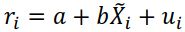 rᵢ = a + bX̃ᵢ + uᵢ